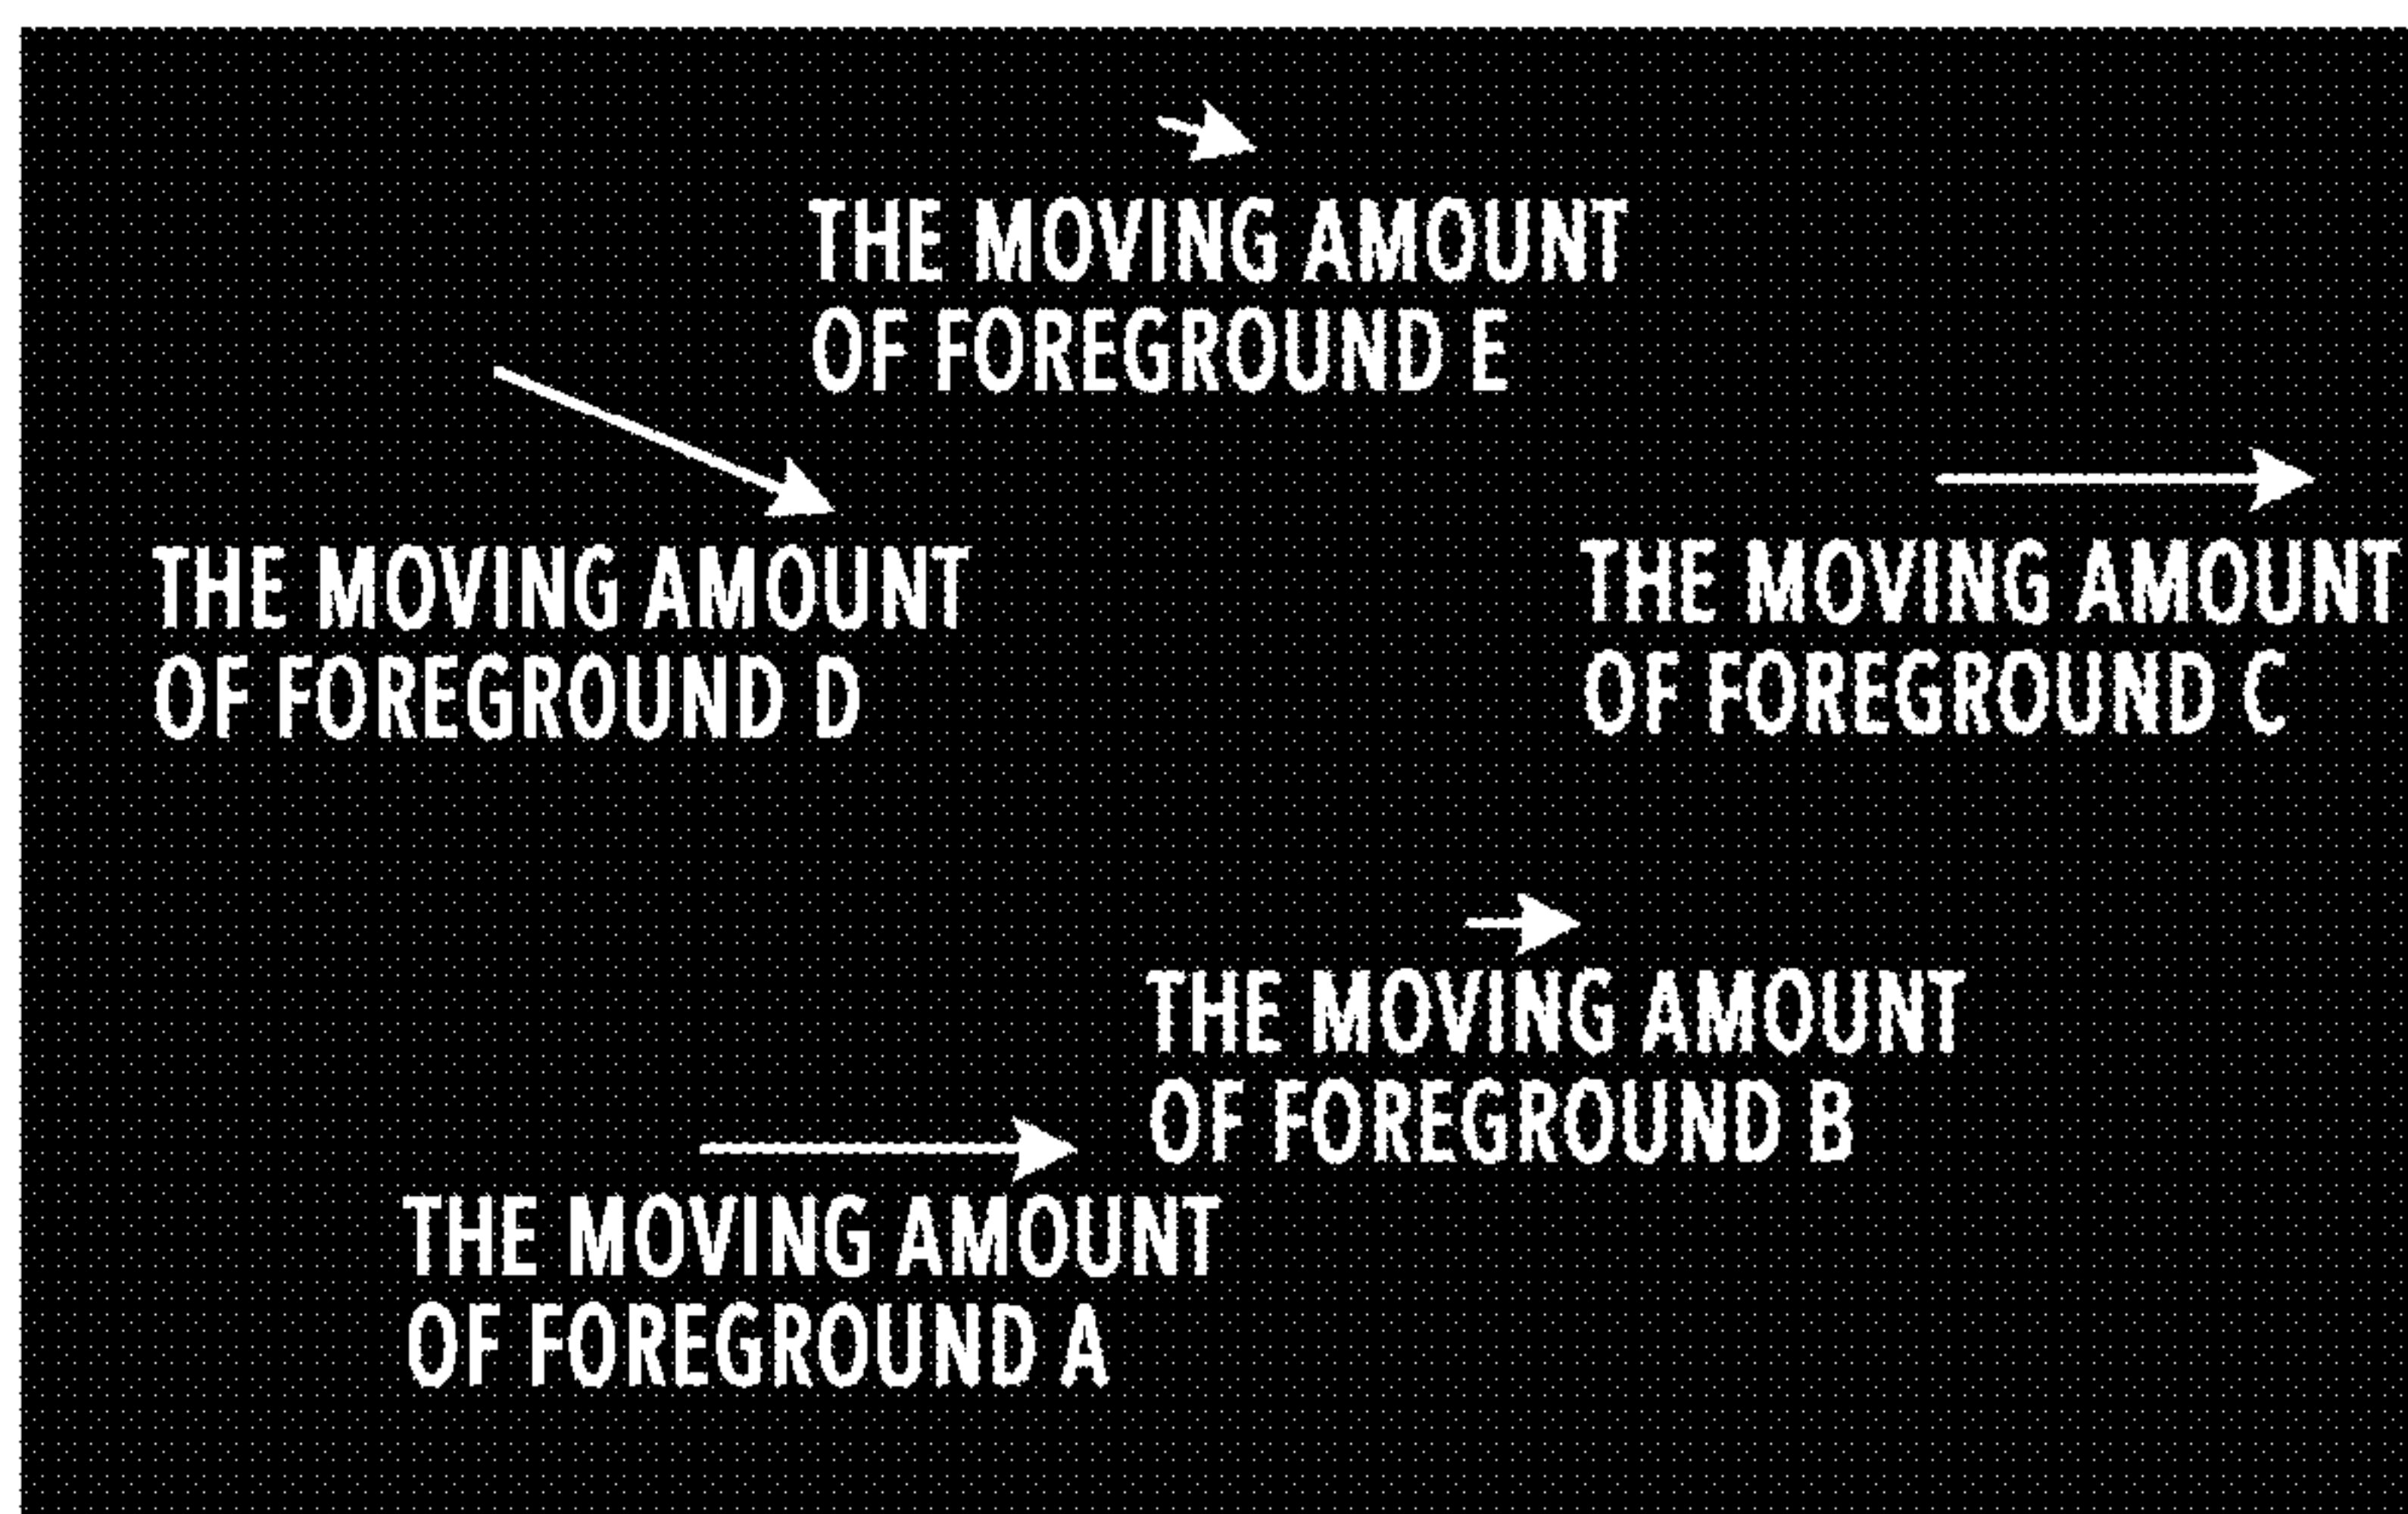 THE MOVING AMOUNT
OF FOREGROUND E
THE MOVING AMOUNT
OF FOREGROUND D
THE MOVING AMOUNT
OF FOREGROUND C
THE MOVING AMOUNT
OF FOREGROUND B
THE MOVING AMOUNT
OF FOREGROUND A